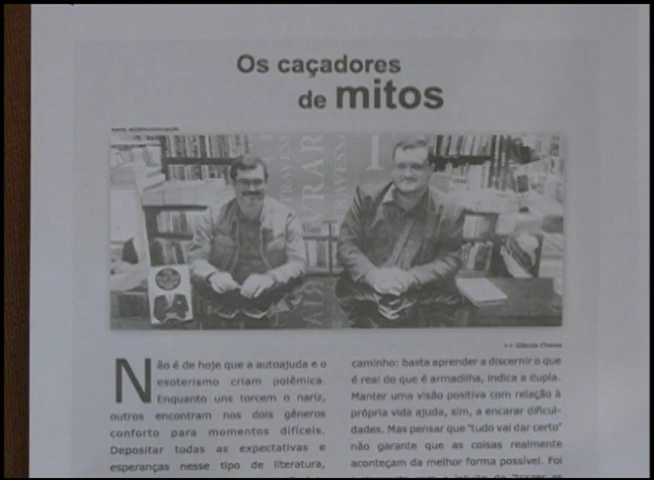 Os caçadores
de mitos
LIVRARIA
TRAVESSA
Gláucia Chaves
Não é de hoje que a autoajuda e o
esoterismo criam polêmica.
Enquanto uns torcem o nariz,
outros encontram nos dois gêneros
conforto para momentos difíceis.
Depositar todas as expectativas e
esperanças nesse tipo de literatura,
caminho: basta aprender a discernir o que
é real do que é armadilha, indica a dupla.
Manter uma visão positiva com relação à
própria vida ajuda, sim, a encarar dificul-
dades. Mas pensar que "tudo vai dar certo"
não garante que as coisas realmente
aconteçam da melhor forma possível. Foi